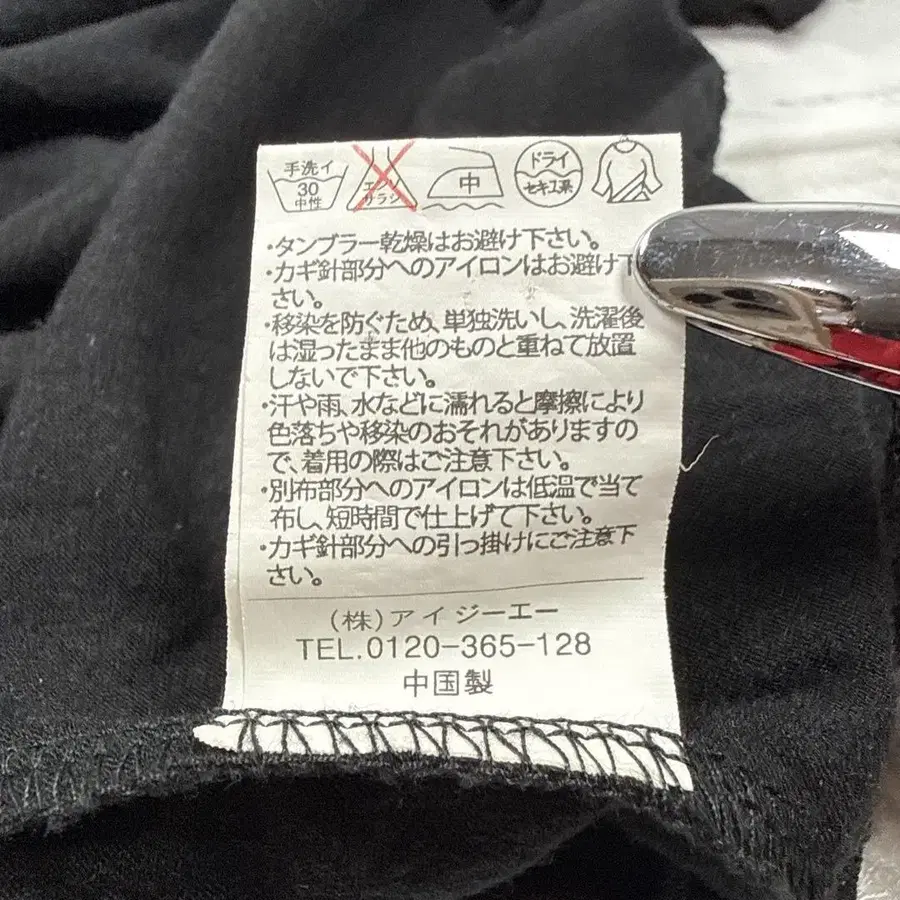 手洗イ
30
中性
エンソ
サラシ
中
ドライ
セキユ系
・タンブラー乾燥はお避け下さい。
・カギ針部分へのアイロンはお避け下
さい。
・移染を防ぐため、単独洗いし、洗濯後
は湿ったまま他のものと重ねて放置
しないで下さい。
・汗や雨、水などに濡れると摩擦により
色落ちや移染のおそれがありますの
で、着用の際はご注意下さい。
・別布部分へのアイロンは低温で当て
布し、短時間で仕上げて下さい。
・カギ針部分への引っ掛けにご注意下
さい。
(株)アイジーエー
TEL.0120-365-128
中国製